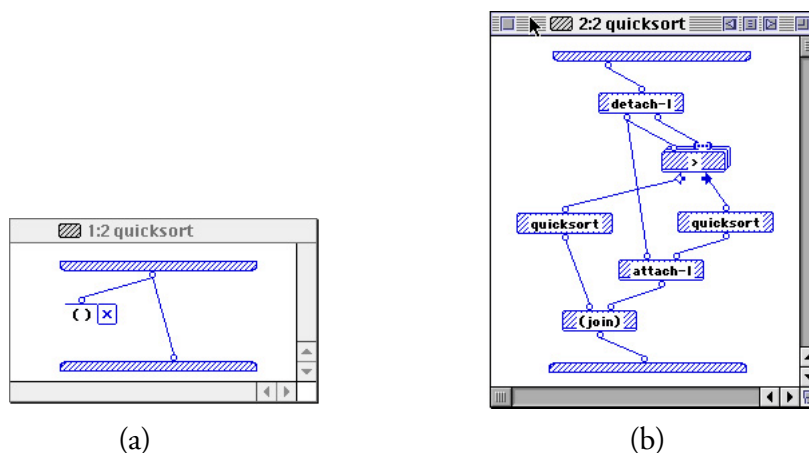 2:2 quicksort
detach-l
>
1:2 quicksort
quicksort
quicksort
attach-l
( )
(join)
(a)
(b)